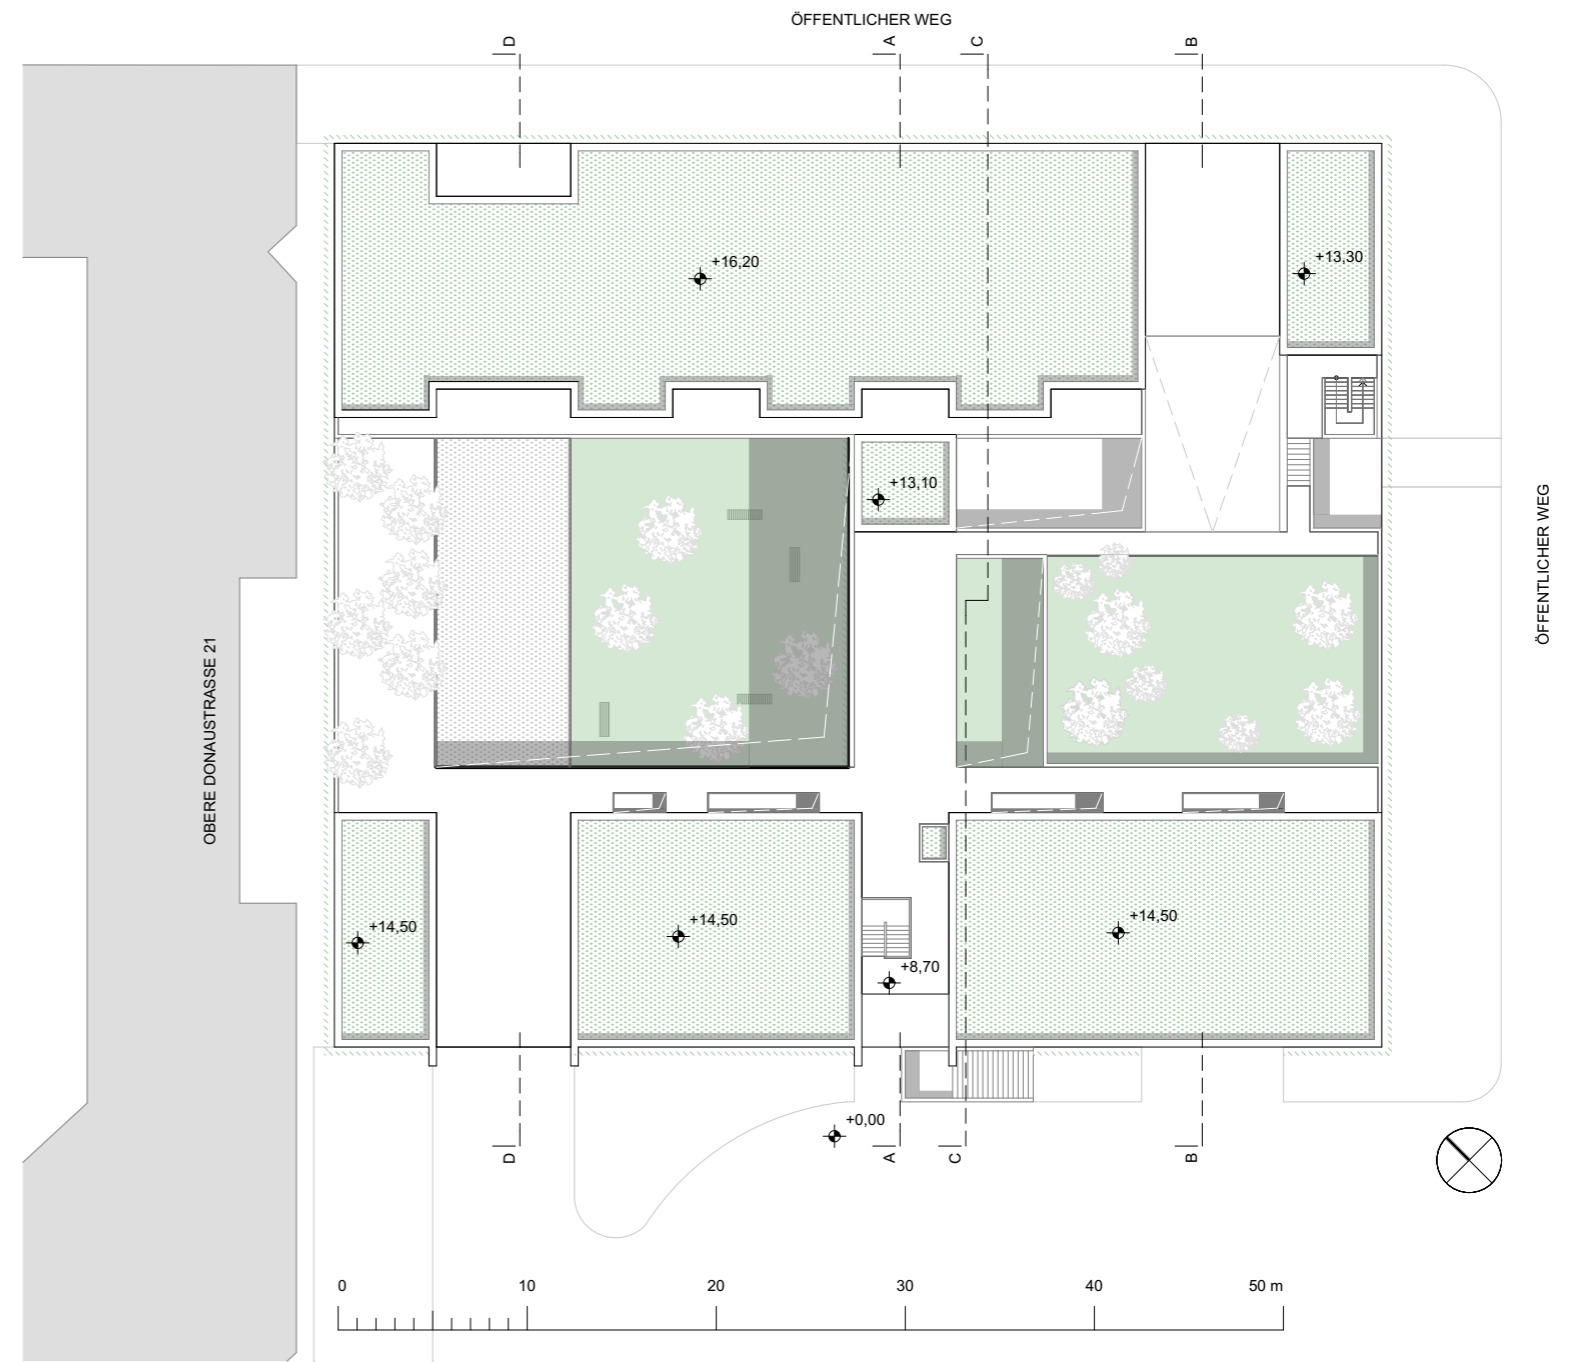 ÖFFENTLICHER WEG
D
A
C
B
+16,20
+13,30
+13,10
ÖFFENTLICHER WEG
OBERE DONAUSTRASSE 21
+14,50
+14,50
+14,50
+8,70
+0,00
D
A
C
B
0 10 20 30 40 50 m